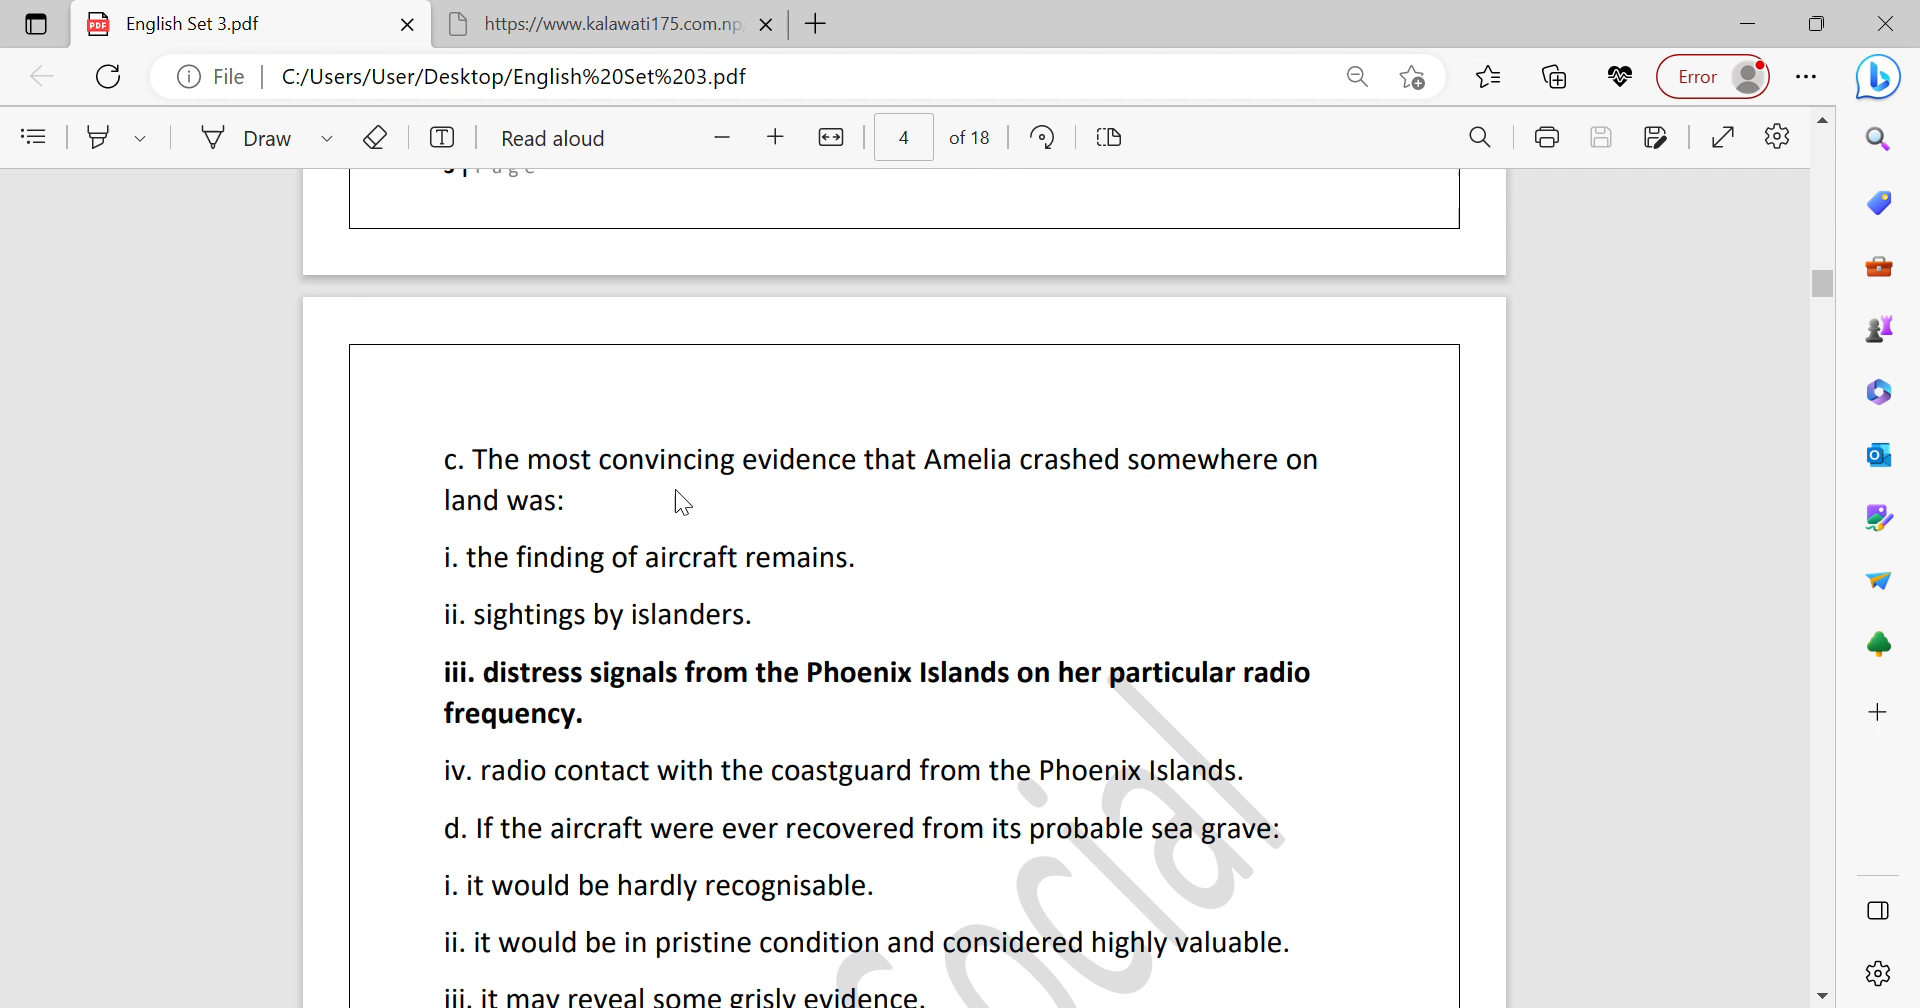 English Set 3.pdf
https://www.kalawati175.com.np/
File
C:/Users/User/Desktop/English%20Set%203.pdf
Error
Draw
Read aloud
4
of 18
c. The most convincing evidence that Amelia crashed somewhere on
land was:
i. the finding of aircraft remains.
ii. sightings by islanders.
iii. distress signals from the Phoenix Islands on her particular radio
frequency.
iv. radio contact with the coastguard from the Phoenix Islands.
d. If the aircraft were ever recovered from its probable sea grave:
i. it would be hardly recognisable.
ii. it would be in pristine condition and considered highly valuable.
iii. it may reveal some grisly evidence.